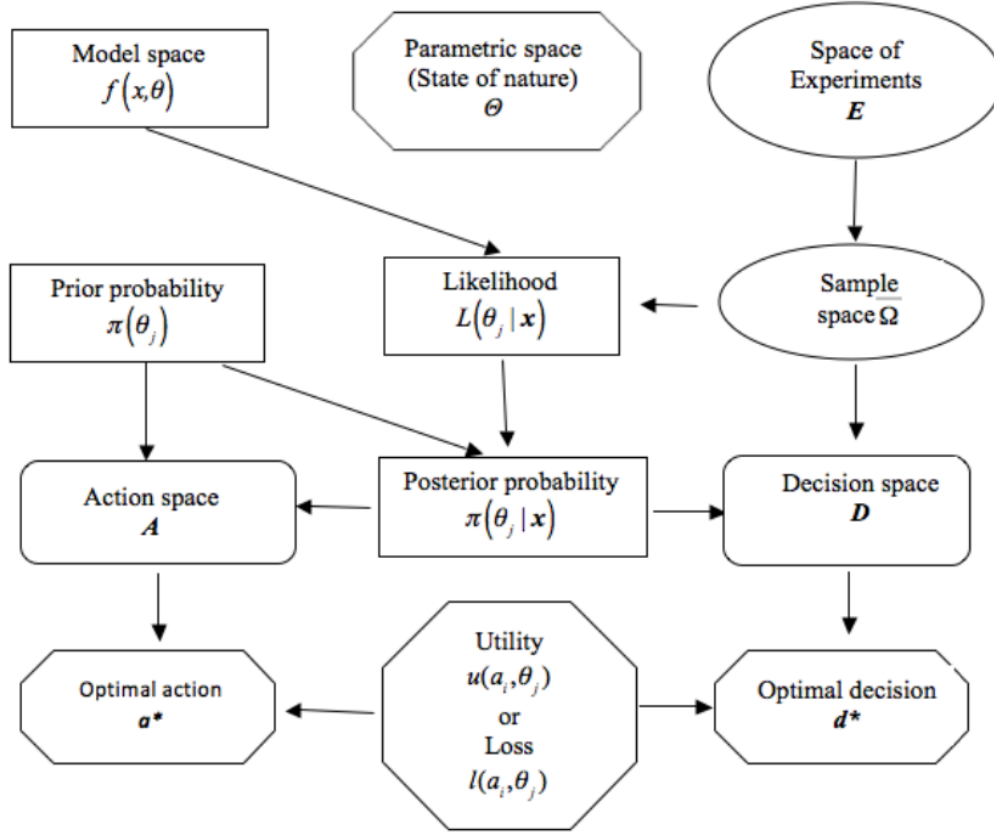 Model space
f(x,θ)
Parametric space
(State of nature)
Θ
Space of
Experiments
E
Prior probability
π(θⱼ)
Likelihood
L(θⱼ | x)
Sample
space Ω
Action space
A
Posterior probability
π(θⱼ | x)
Decision space
D
Optimal action
a*
Utility
u(aᵢ,θⱼ)
or
Loss
l(aᵢ,θⱼ)
Optimal decision
d*